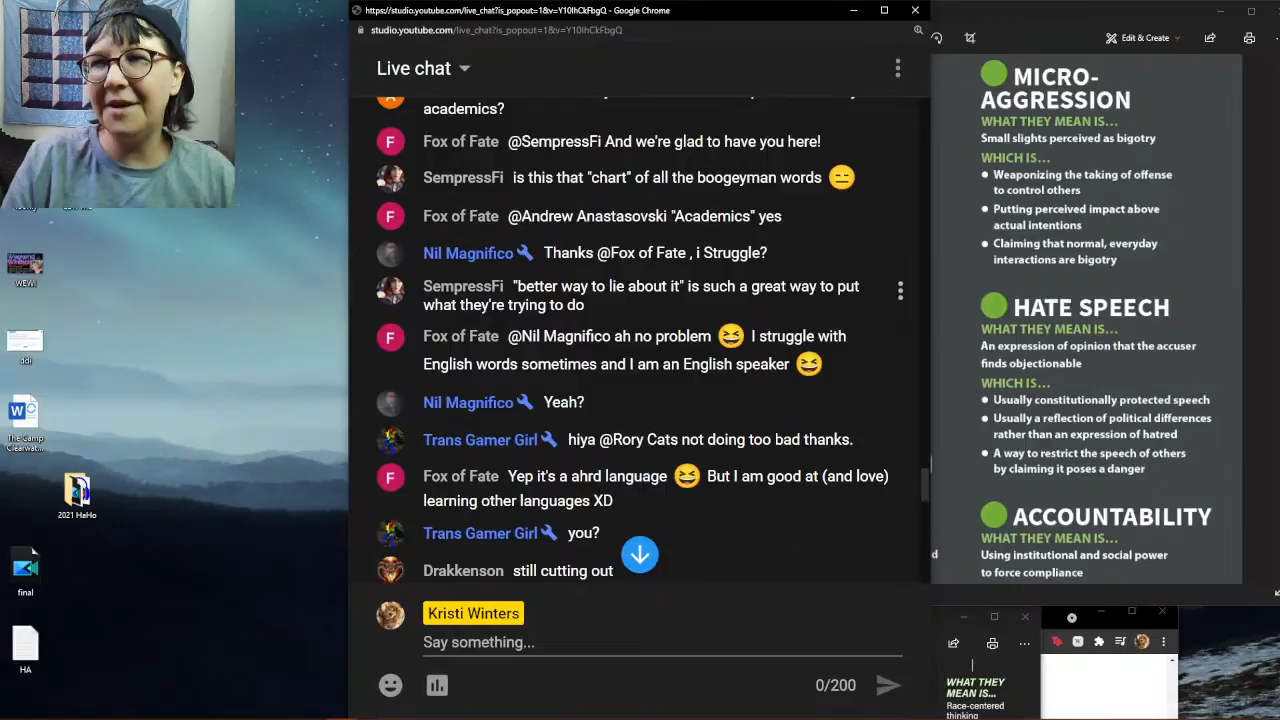 https://studio.youtube.com/live_chat?is_popout=1&v=Y10lhCkFbgQ - Google Chrome
studio.youtube.com/live_chat?is_popout=1&v=Y10lhCkFbgQ
Live chat
academics?
Fox of Fate @SempressFi And we're glad to have you here!
SempressFi is this that "chart" of all the boogeyman words 😑
Fox of Fate @Andrew Anastasovski "Academics" yes
Nil Magnifico Thanks @Fox of Fate , i Struggle?
SempressFi "better way to lie about it" is such a great way to put
what they're trying to do
Fox of Fate @Nil Magnifico ah no problem 😆 I struggle with
English words sometimes and I am an English speaker 😆
Nil Magnifico Yeah?
Trans Gamer Girl hiya @Rory Cats not doing too bad thanks.
Fox of Fate Yep it's a ahrd language 😆 But I am good at (and love)
learning other languages XD
Trans Gamer Girl you?
Drakkenson still cutting out
Kristi Winters
Say something...
0/200
WEWI
ddi
The Camp
Clearwat...
2021 HaHo
final
HA
Edit & Create
MICRO-
AGGRESSION
WHAT THEY MEAN IS...
Small slights perceived as bigotry
WHICH IS...
Weaponizing the taking of offense
to control others
Putting perceived impact above
actual intentions
Claiming that normal, everyday
interactions are bigotry
HATE SPEECH
WHAT THEY MEAN IS...
An expression of opinion that the accuser
finds objectionable
WHICH IS...
Usually constitutionally protected speech
Usually a reflection of political differences
rather than an expression of hatred
A way to restrict the speech of others
by claiming it poses a danger
ACCOUNTABILITY
WHAT THEY MEAN IS...
Using institutional and social power
to force compliance
WHAT THEY
MEAN IS...
Race-centered
thinking